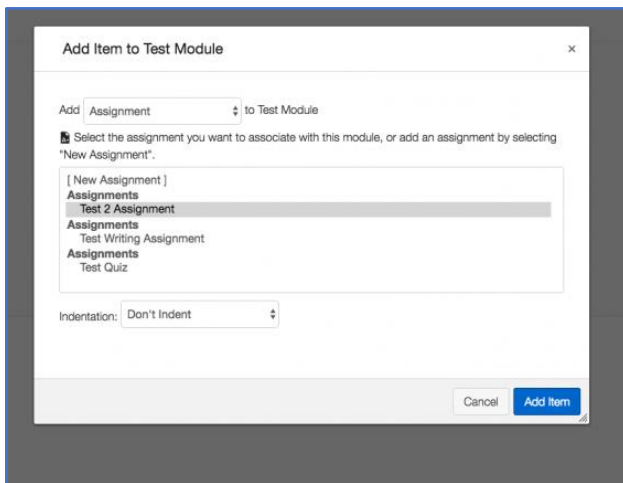 Add Item to Test Module
×
Add Assignment to Test Module
Select the assignment you want to associate with this module, or add an assignment by selecting
"New Assignment".
[ New Assignment ]
Assignments
Test 2 Assignment
Assignments
Test Writing Assignment
Assignments
Test Quiz
Indentation: Don't Indent
Cancel Add Item